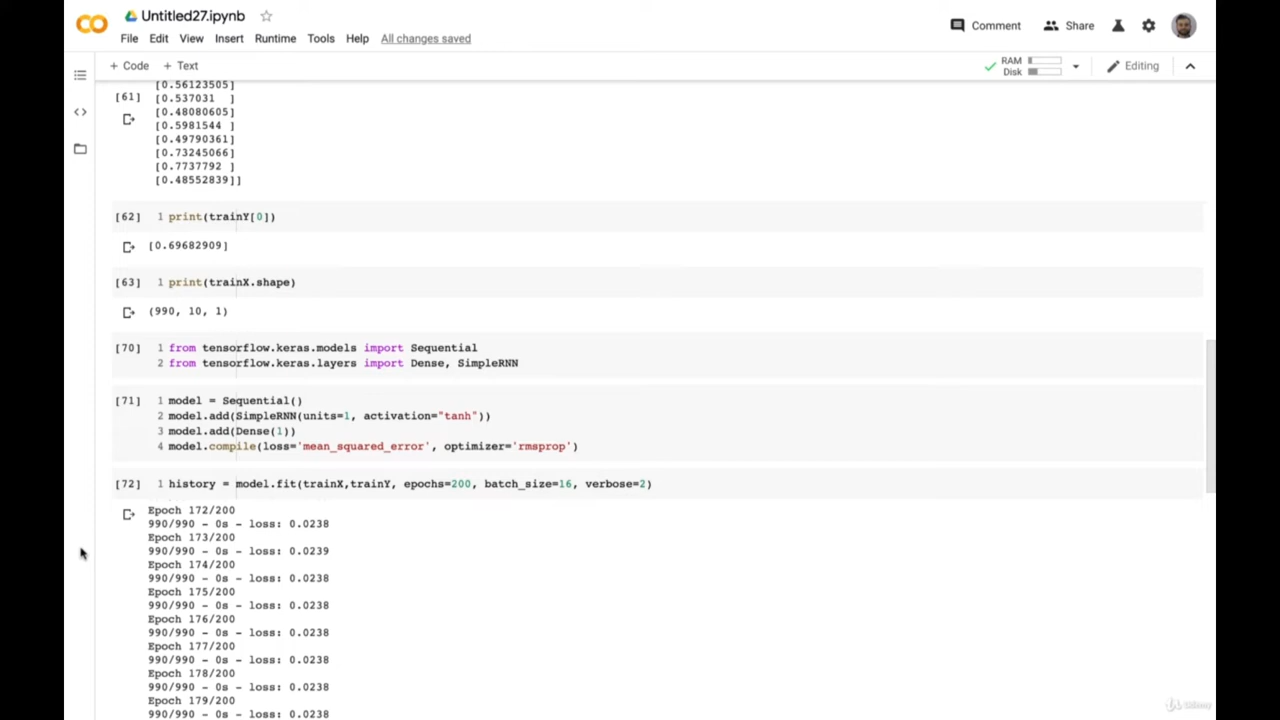 Untitled27.ipynb
Comment
Share
File Edit View Insert Runtime Tools Help All changes saved
+ Code + Text
RAM
Disk
Editing
[0.56123505]
[61]
[0.537031  ]
[0.48080605]
[0.5981544 ]
[0.49790361]
[0.73245066]
[0.7737792 ]
[0.48552839]]
[62] 1 print(trainY[0])
[0.69682909]
[63] 1 print(trainX.shape)
(990, 10, 1)
[70] 1 from tensorflow.keras.models import Sequential
2 from tensorflow.keras.layers import Dense, SimpleRNN
[71] 1 model = Sequential()
2 model.add(SimpleRNN(units=1, activation="tanh"))
3 model.add(Dense(1))
4 model.compile(loss='mean_squared_error', optimizer='rmsprop')
[72] 1 history = model.fit(trainX,trainY, epochs=200, batch_size=16, verbose=2)
Epoch 172/200
990/990 - 0s - loss: 0.0238
Epoch 173/200
990/990 - 0s - loss: 0.0239
Epoch 174/200
990/990 - 0s - loss: 0.0238
Epoch 175/200
990/990 - 0s - loss: 0.0238
Epoch 176/200
990/990 - 0s - loss: 0.0238
Epoch 177/200
990/990 - 0s - loss: 0.0238
Epoch 178/200
990/990 - 0s - loss: 0.0238
Epoch 179/200
990/990 - 0s - loss: 0.0238
Udemy